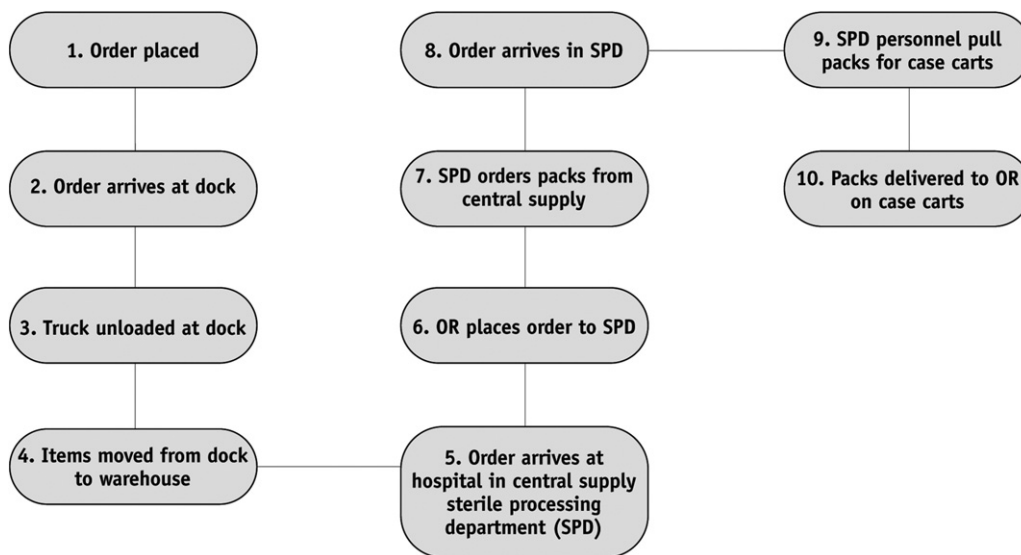 1. Order placed
2. Order arrives at dock
3. Truck unloaded at dock
4. Items moved from dock
to warehouse
5. Order arrives at
hospital in central supply
sterile processing
department (SPD)
6. OR places order to SPD
7. SPD orders packs from
central supply
8. Order arrives in SPD
9. SPD personnel pull
packs for case carts
10. Packs delivered to OR
on case carts